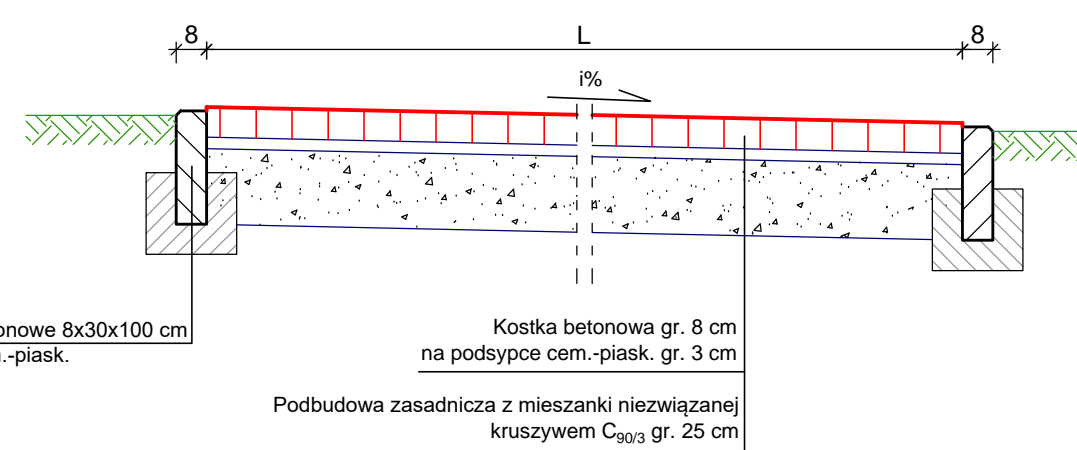 8 L 8
i%
onowe 8x30x100 cm
.-piask.
Kostka betonowa gr. 8 cm
na podsypce cem.-piask. gr. 3 cm
Podbudowa zasadnicza z mieszanki niezwiązanej
kruszywem C90/3 gr. 25 cm